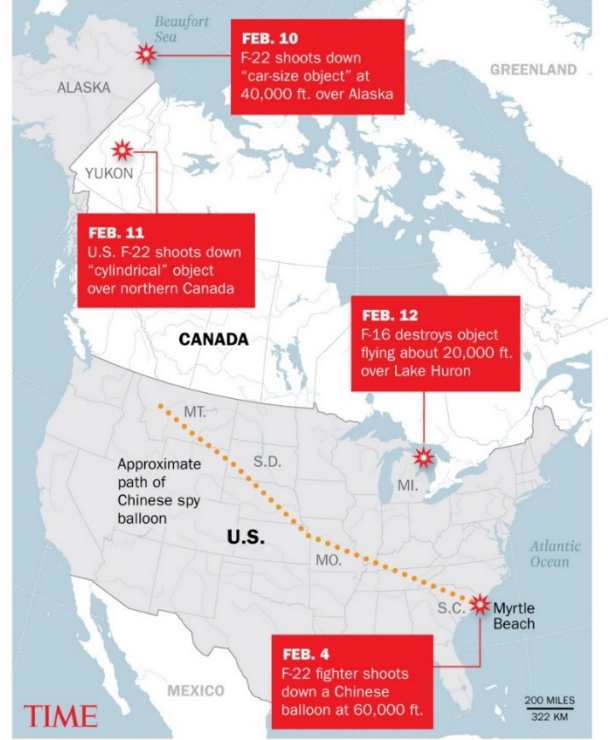 Beaufort
Sea
FEB. 10
F-22 shoots down
“car-size object” at
40,000 ft. over Alaska
GREENLAND
ALASKA
YUKON
FEB. 11
U.S. F-22 shoots down
“cylindrical” object
over northern Canada
FEB. 12
F-16 destroys object
flying about 20,000 ft.
over Lake Huron
CANADA
MT.
S.D.
Approximate
path of
Chinese spy
balloon
MI.
U.S.
MO.
Atlantic
Ocean
S.C.
Myrtle
Beach
FEB. 4
F-22 fighter shoots
down a Chinese
balloon at 60,000 ft.
MEXICO
TIME
200 MILES
322 KM